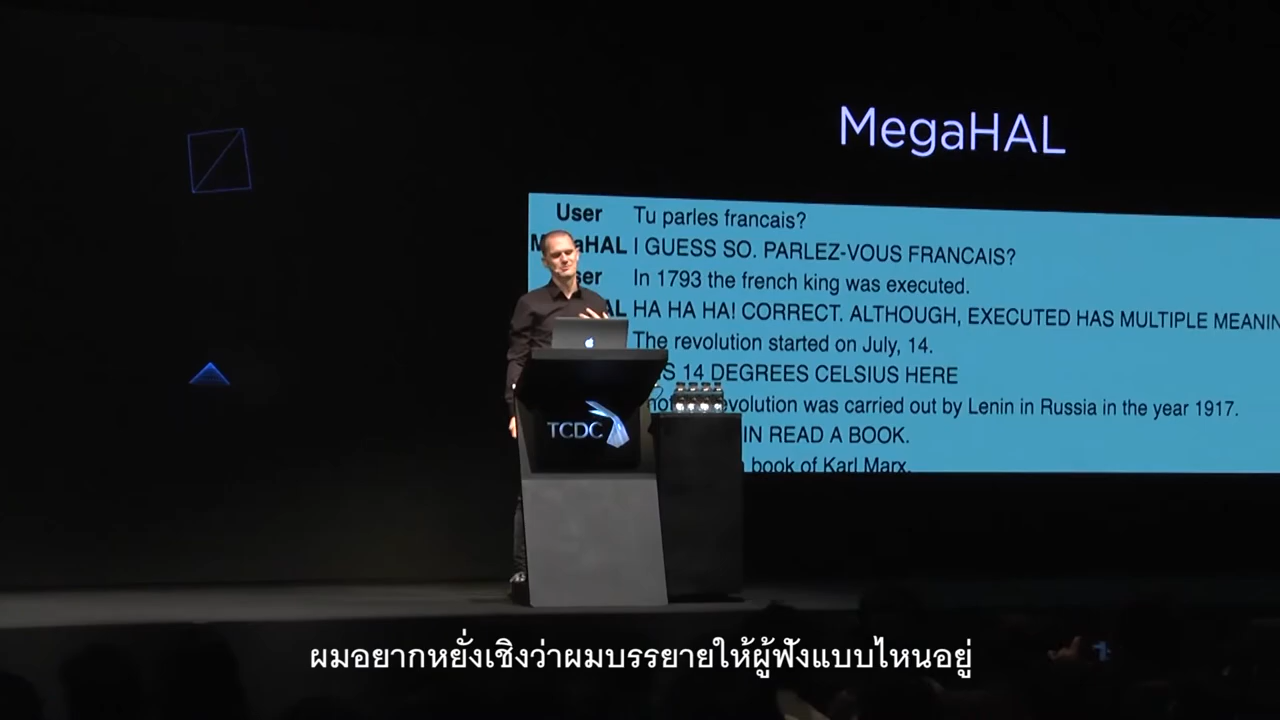 MegaHAL
User Tu parles francais?
MegaHAL I GUESS SO. PARLEZ-VOUS FRANCAIS?
In 1793 the french king was executed.
HA HA HA! CORRECT. ALTHOUGH, EXECUTED HAS MULTIPLE
The revolution started on July, 14.
14 DEGREES CELSIUS HERE
revolution was carried out by Lenin in Russia in the year 1917.
IN READ A BOOK.
book of Karl Marx.
TCDC
ผมอยากหยั่งเชิงว่าผมบรรยายให้ผู้ฟังแบบไหนอยู่